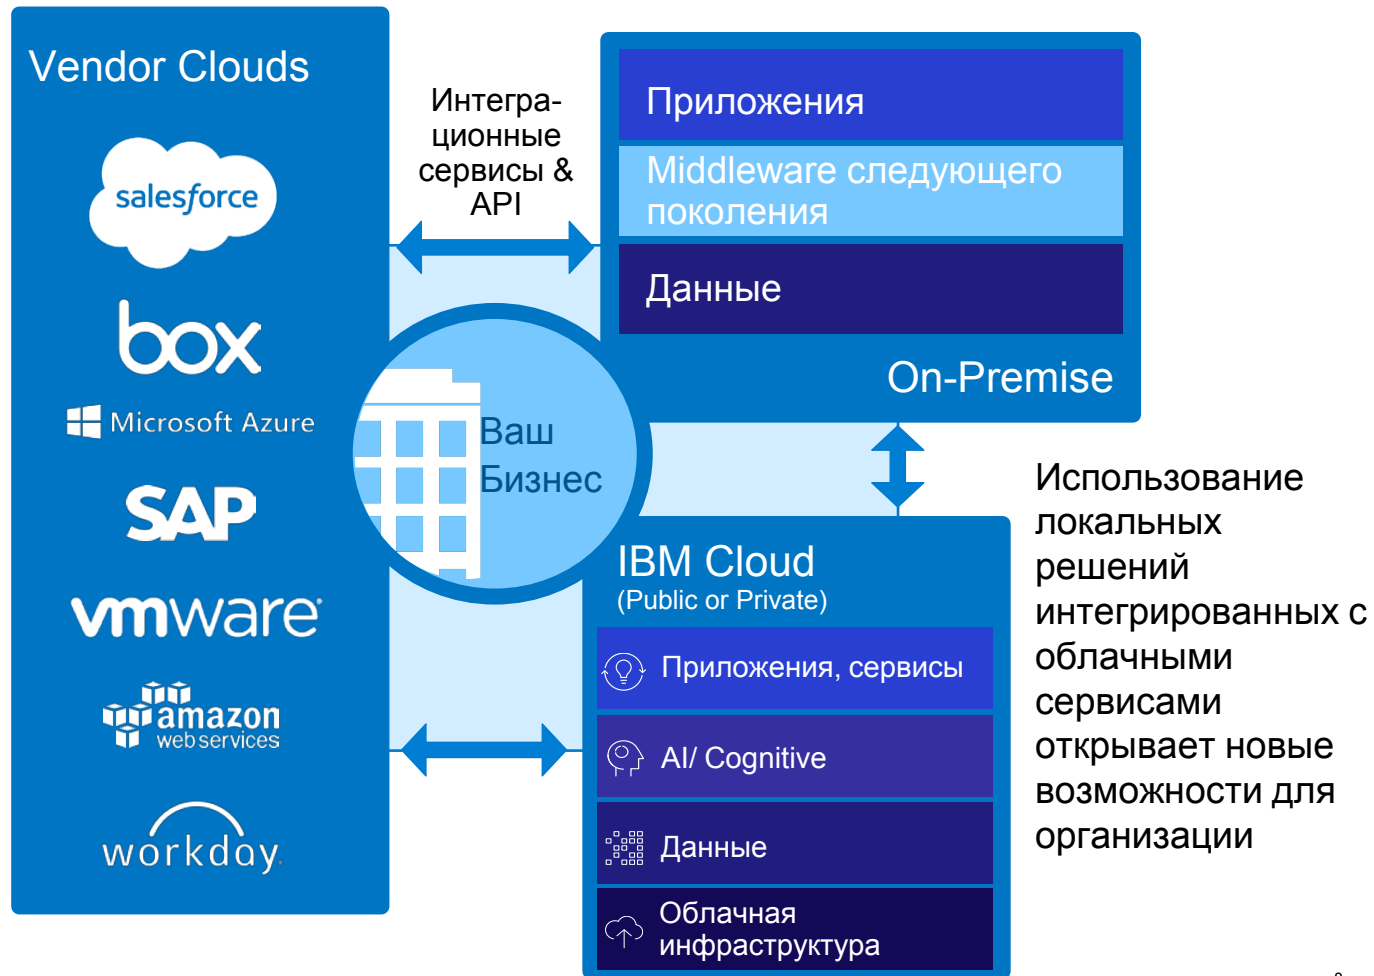 Vendor Clouds
salesforce
box
Microsoft Azure
SAP
vmware
amazon
webservices
workday
Интегра-
ционные
сервисы &
API
Приложения
Middleware следующего
поколения
Данные
On-Premise
Ваш
Бизнес
IBM Cloud
(Public or Private)
Приложения, сервисы
AI/ Cognitive
Данные
Облачная
инфраструктура
Использование
локальных
решений
интегрированных с
облачными
сервисами
открывает новые
возможности для
организации